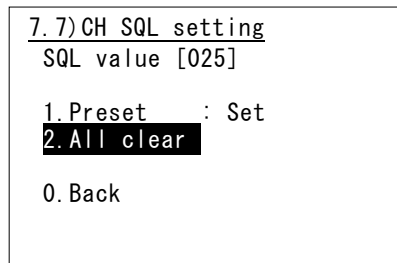 7.7)CH SQL setting
SQL value [025]
1.Preset : Set
2.All clear
0.Back